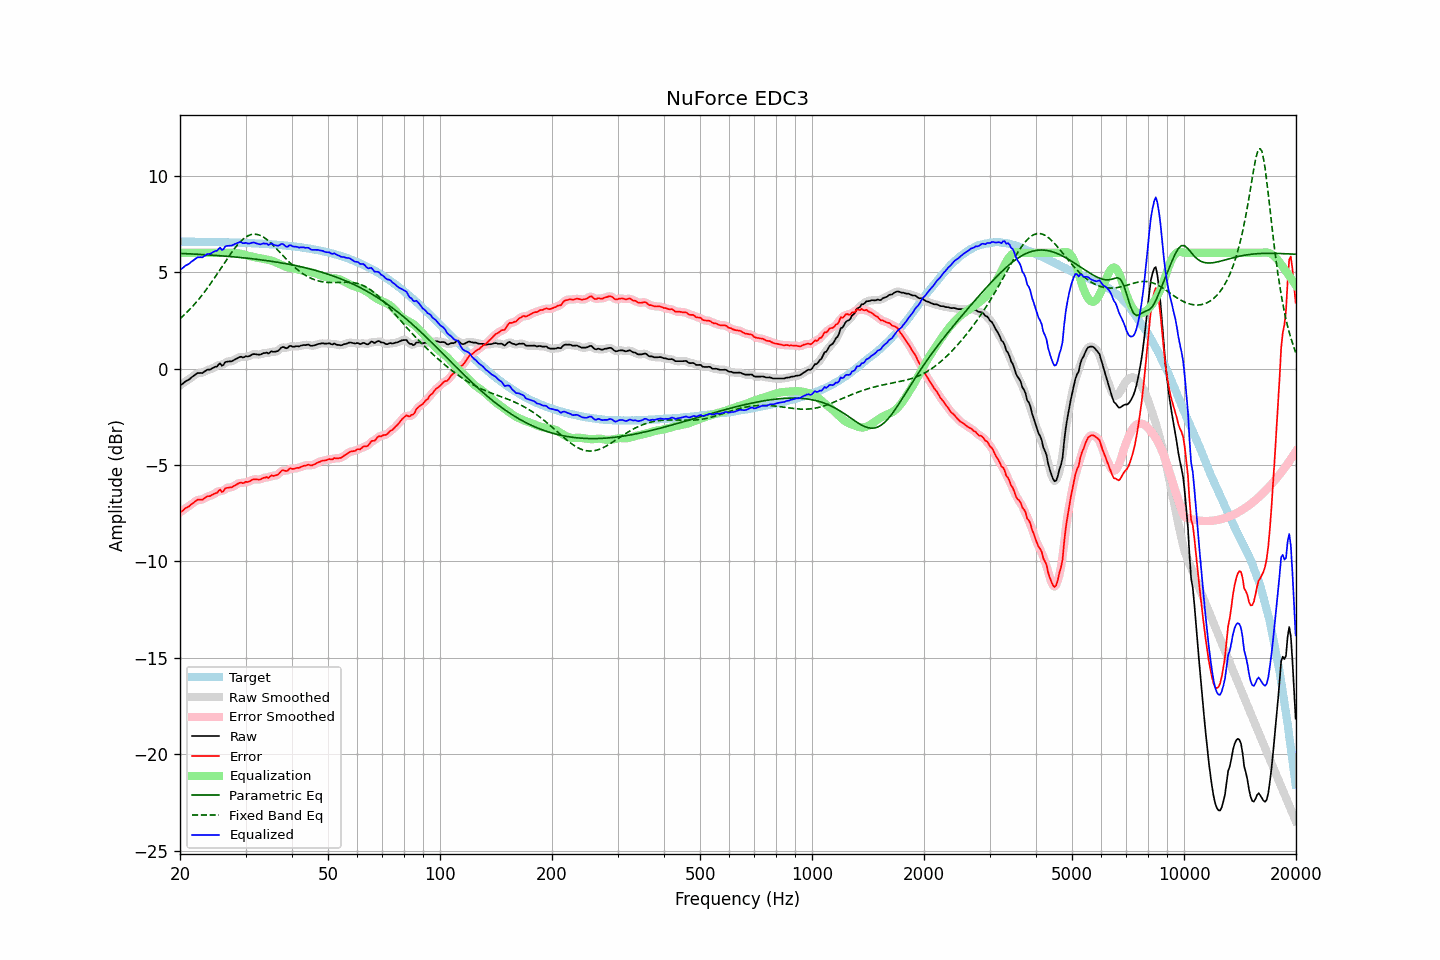 NuForce EDC3
Amplitude (dBr)
10
5
0
−5
−10
−15
−20
−25
Target
Raw Smoothed
Error Smoothed
Raw
Error
Equalization
Parametric Eq
Fixed Band Eq
Equalized
20 50 100 200 500 1000 2000 5000 10000 20000
Frequency (Hz)